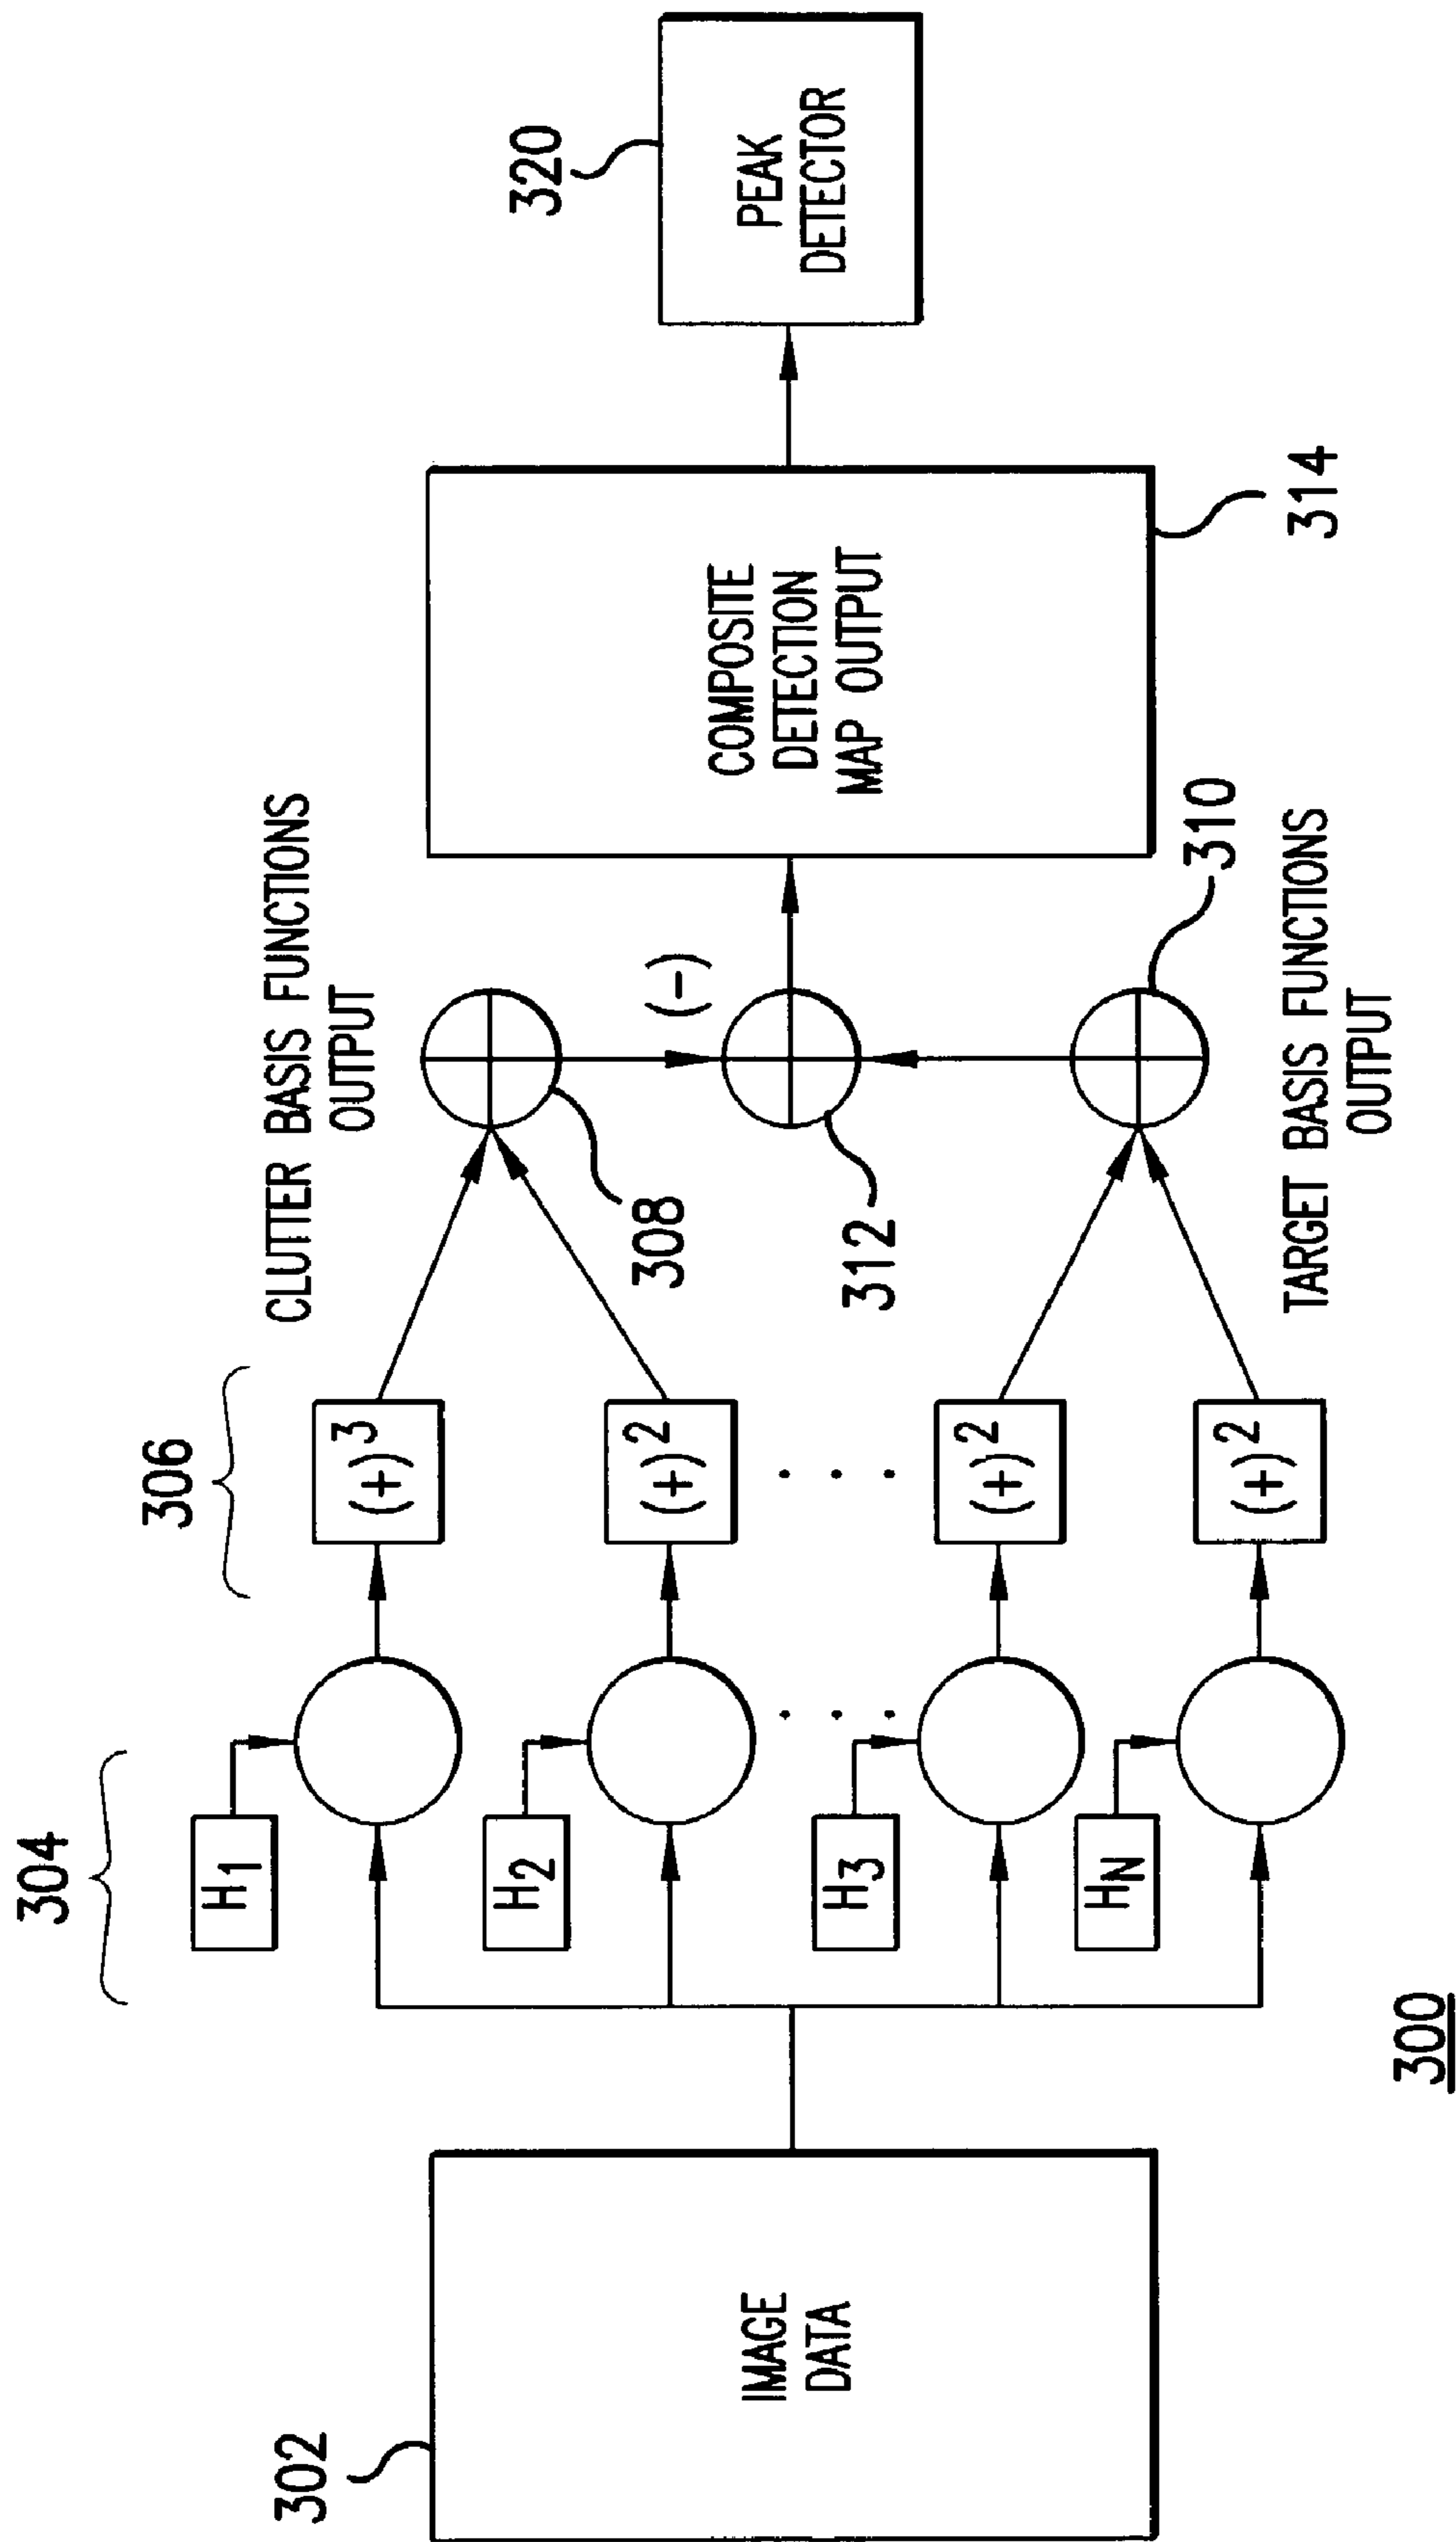 304
306
CLUTTER BASIS FUNCTIONS
OUTPUT
320
302
IMAGE
DATA
H1
H2
H3
HN
(+)3
(+)2
. . .
. . .
(+)2
(+)2
308
(-)
312
310
TARGET BASIS FUNCTIONS
OUTPUT
COMPOSITE
DETECTION
MAP OUTPUT
314
PEAK
DETECTOR
300